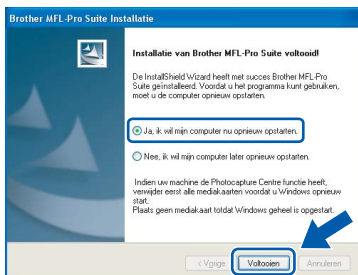 Brother MFL-Pro Suite Installatie
Installatie van Brother MFL-Pro Suite voltooid!
De InstallShield Wizard heeft met succes Brother MFL-Pro
Suite geïnstalleerd. Voordat u het programma kunt gebruiken,
moet u de computer opnieuw opstarten.
Ja, ik wil mijn computer nu opnieuw opstarten.
Nee, ik wil mijn computer later opnieuw opstarten.
Indien uw machine de Photocapture Centre functie heeft,
verwijder eerst alle mediakaarten voordat u Windows opnieuw
start.
Plaats geen mediakaart totdat Windows geheel is opgestart.
< Vorige
Voltooien
Annuleren